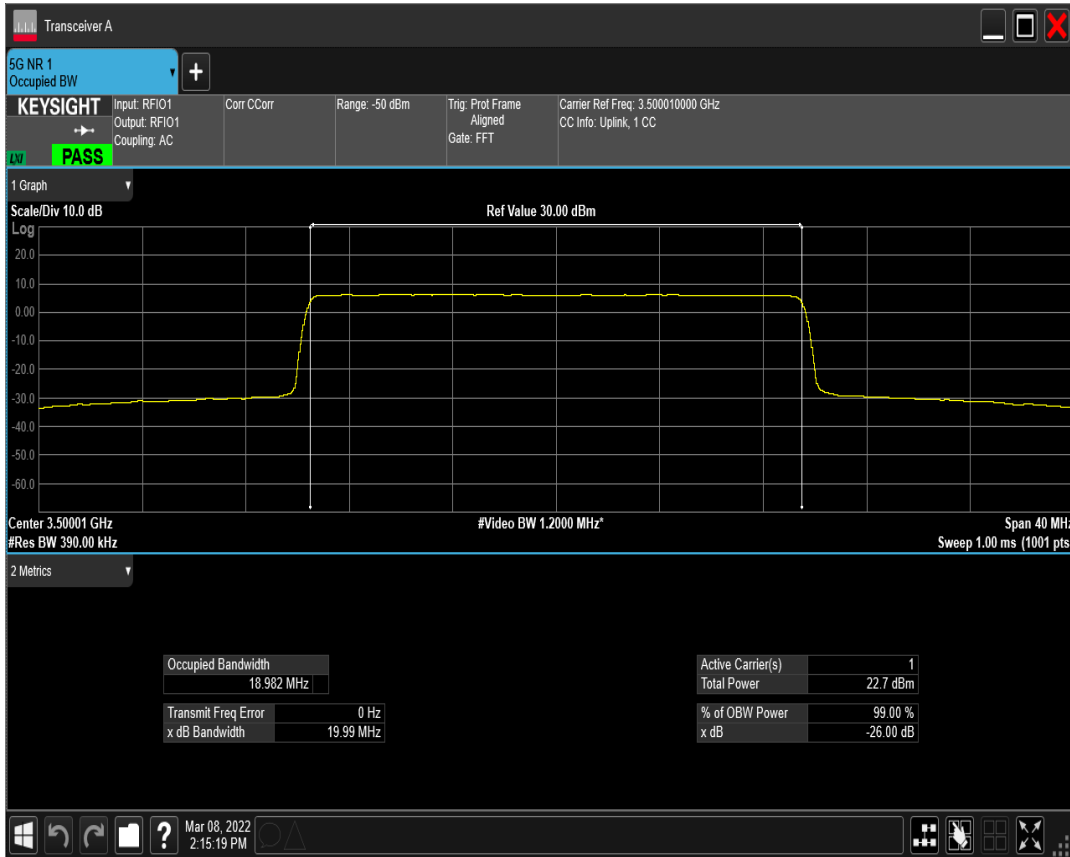 Transceiver A
5G NR 1
Occupied BW
KEYSIGHT
LXI
PASS
Input: RFIO1
Output: RFIO1
Coupling: AC
Corr CCorr
Range: -50 dBm
Trig: Prot Frame
Aligned
Gate: FFT
Carrier Ref Freq: 3.500010000 GHz
CC Info: Uplink, 1 CC
1 Graph
Scale/Div 10.0 dB
Ref Value 30.00 dBm
Log
20.0
10.0
0.00
-10.0
-20.0
-30.0
-40.0
-50.0
-60.0
Center 3.50001 GHz
#Video BW 1.2000 MHz*
Span 40 MHz
#Res BW 390.00 kHz
Sweep 1.00 ms (1001 pts
2 Metrics
Occupied Bandwidth
18.982 MHz
Transmit Freq Error 0 Hz
x dB Bandwidth 19.99 MHz
Active Carrier(s) 1
Total Power 22.7 dBm
% of OBW Power 99.00 %
x dB -26.00 dB
?
Mar 08, 2022
2:15:19 PM